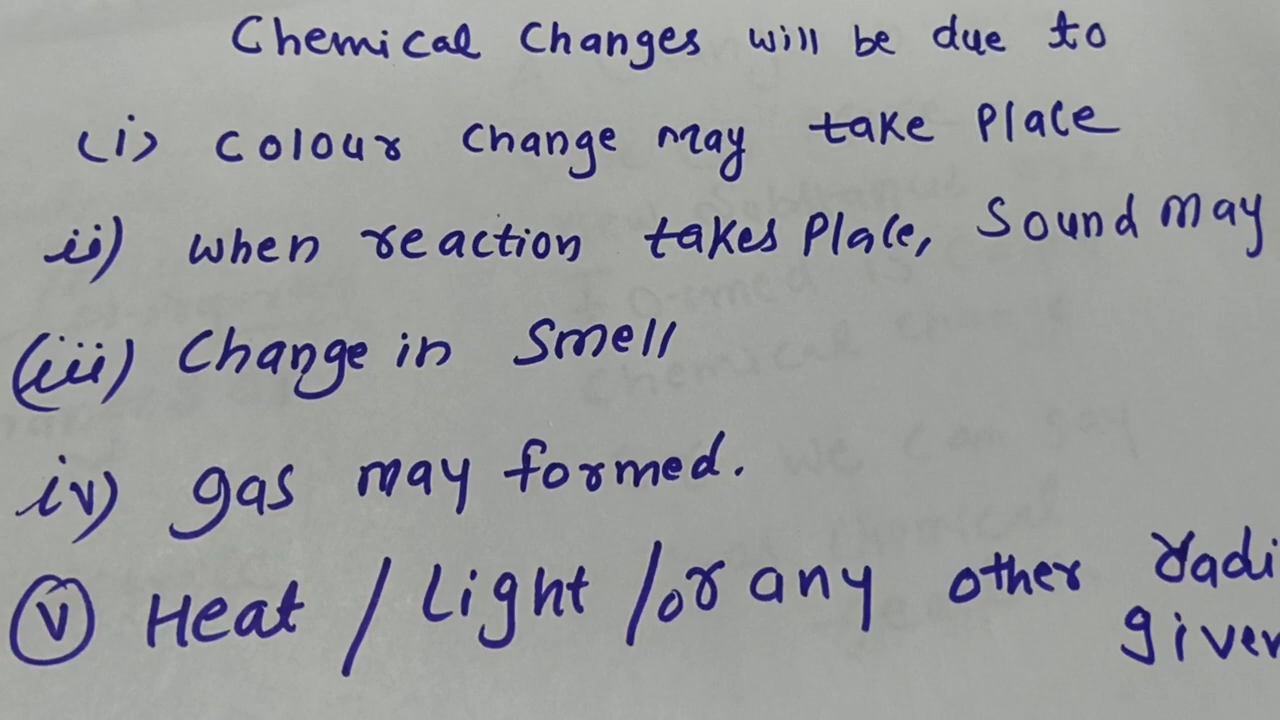 Chemical Changes will be due to
(i) Colour Change may take Place
ii) when reaction takes Place, Sound may
(iii) Change in Smell
iv) gas may formed.
(v) Heat / Light / or any other radi
given